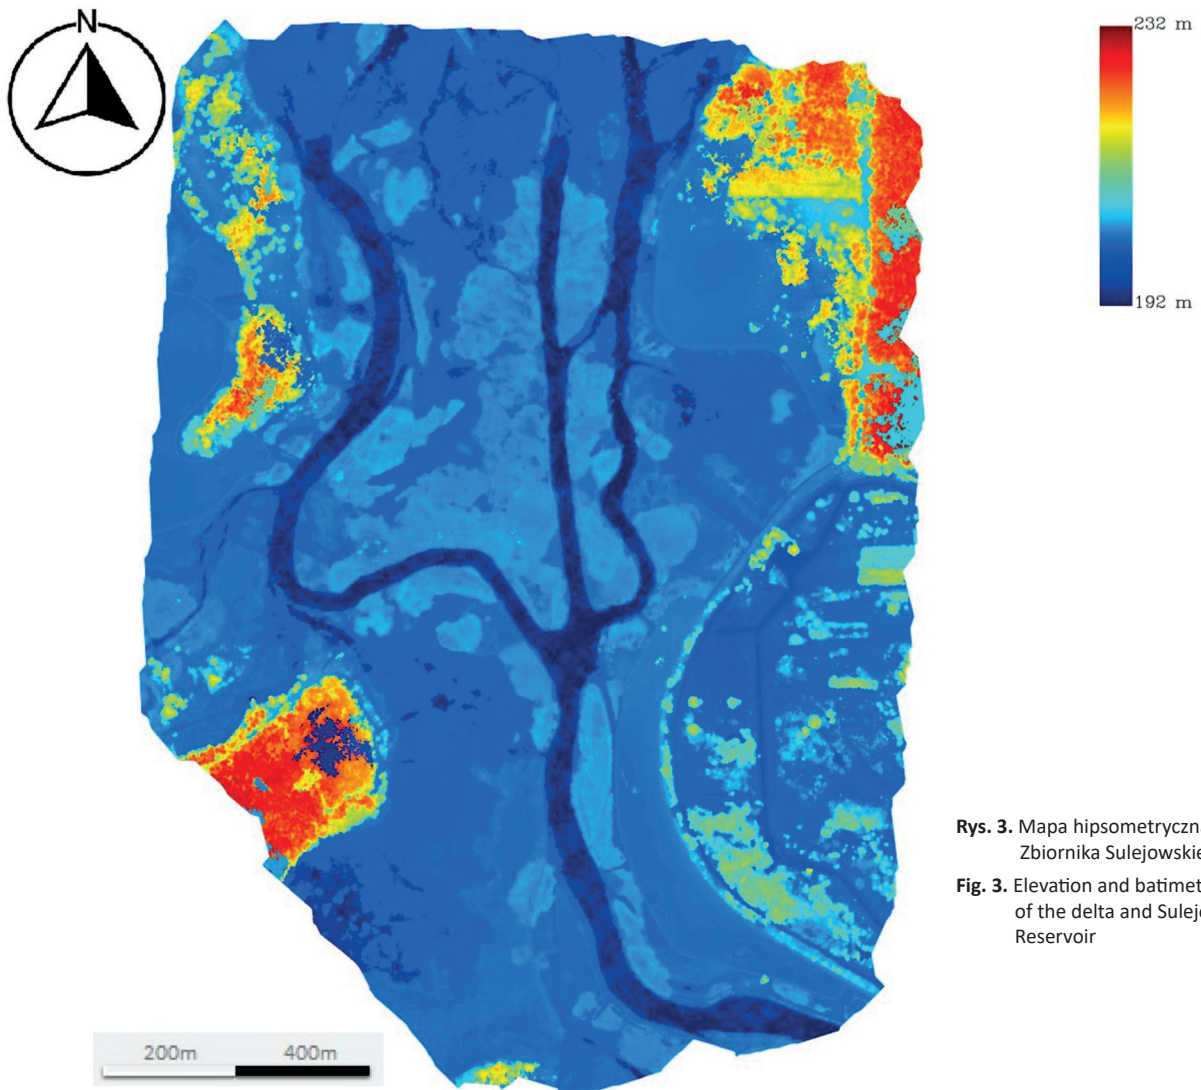 N
232 m
192 m
Rys. 3. Mapa hipsometryczn
Zbiornika Sulejowskie
Fig. 3. Elevation and batimet
of the delta and Sulej
Reservoir
200m 400m